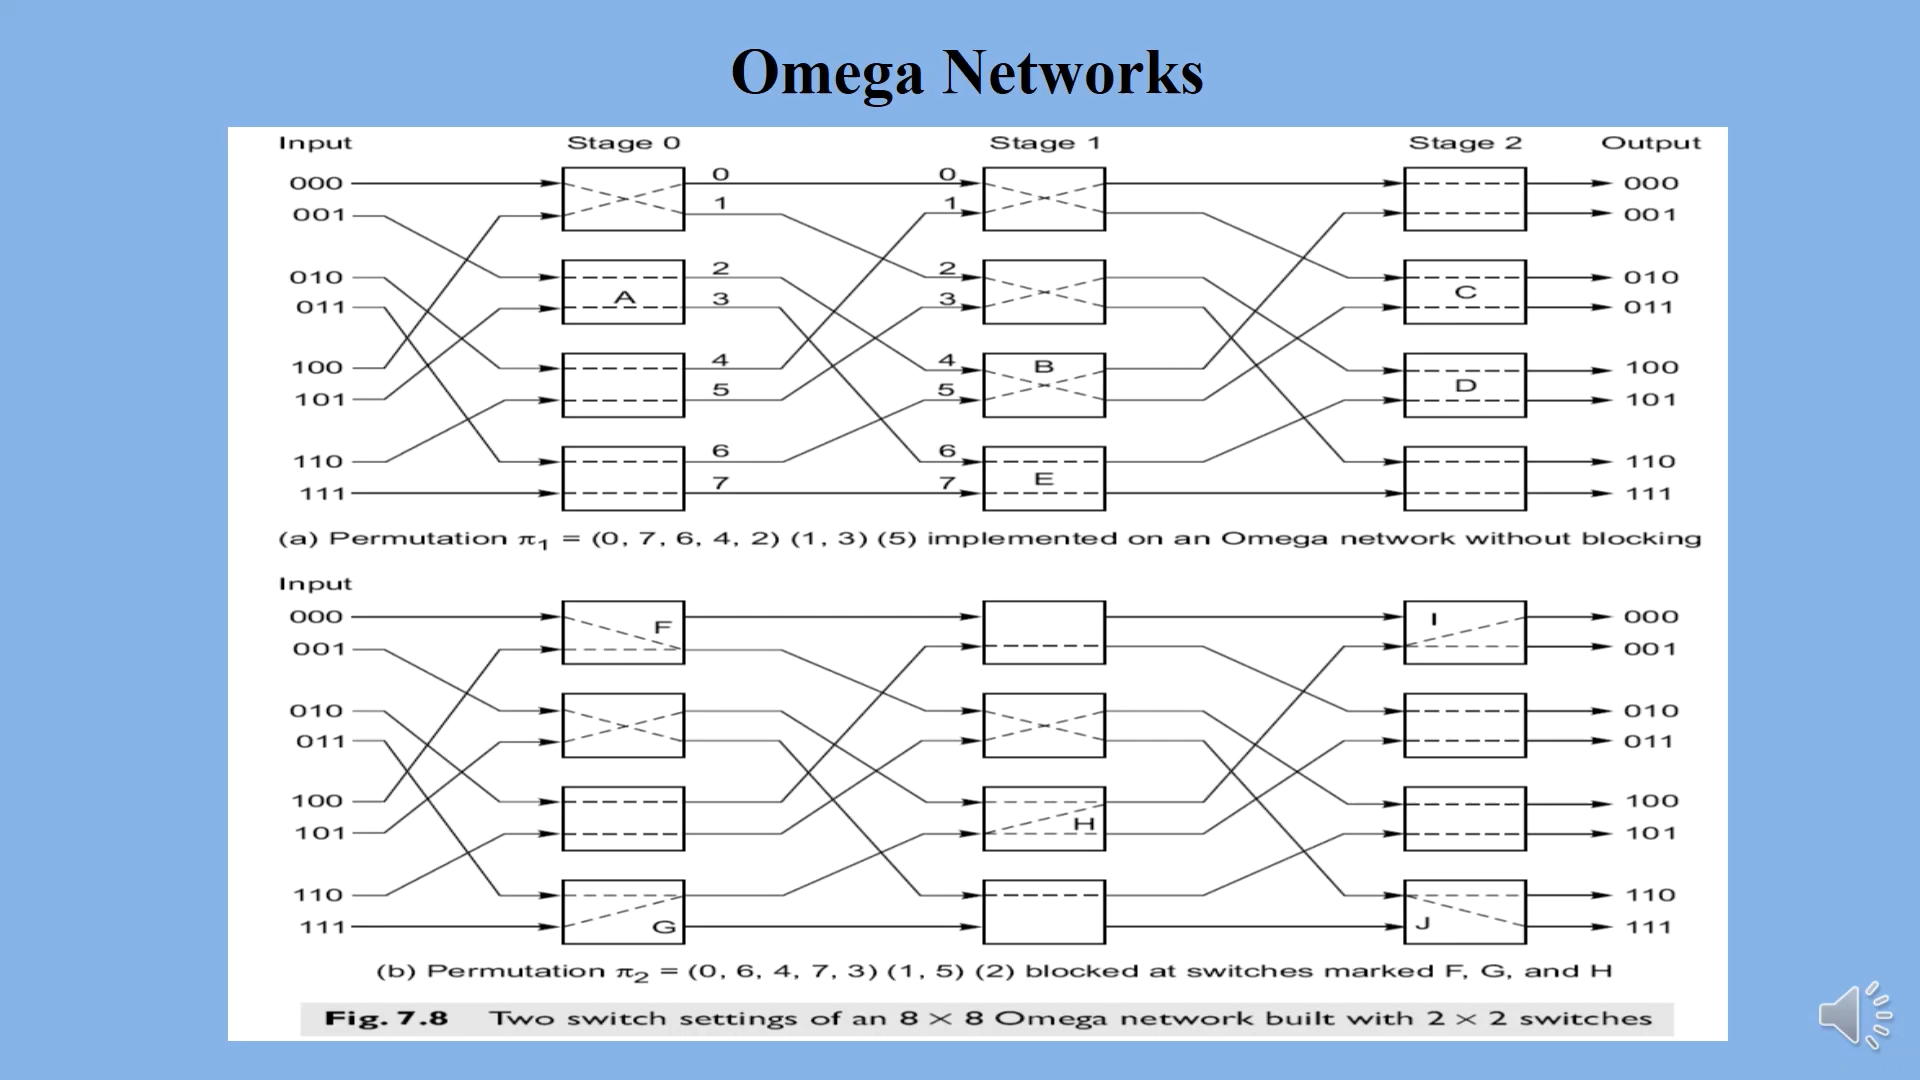 Omega Networks
Input Stage 0 Stage 1 Stage 2 Output
000 0 0 000
001 1 1 001
010 2 2 010
011 A 3 3 C 011
100 4 4 B 100
101 5 5 D 101
110 6 6 110
111 7 7 E 111
(a) Permutation π1 = (0, 7, 6, 4, 2) (1, 3) (5) implemented on an Omega network without blocking
Input
000 F I 000
001 001
010 010
011 011
100 100
101 H 101
110 110
111 G J 111
(b) Permutation π2 = (0, 6, 4, 7, 3) (1, 5) (2) blocked at switches marked F, G, and H
Fig. 7.8 Two switch settings of an 8 × 8 Omega network built with 2 × 2 switches